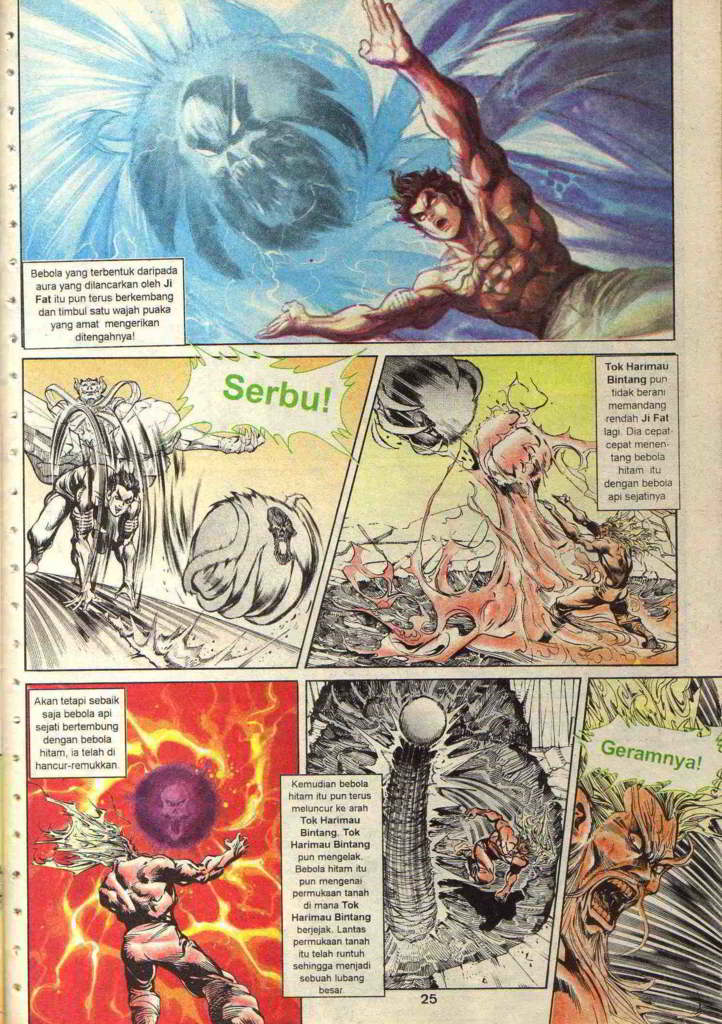 Bebola yang terbentuk daripada
aura yang dilancarkan oleh Ji
Fat itu pun terus berkembang
dan timbul satu wajah puaka
yang amat mengerikan
ditengahnya!
Serbu!
Tok Harimau
Bintang pun
tidak berani
memandang
rendah Ji Fat
lagi. Dia cepat
cepat menen-
tang bebola
hitam itu
dengan bebola
api sejatinya
Akan tetapi sebaik
saja bebola api
sejati bertembung
dengan bebola
hitam, ia telah di
hancur-remukkan.
Kemudian bebola
hitam itu pun terus
meluncur ke arah
Tok Harimau
Bintang. Tok
Harimau Bintang
pun mengelak.
Bebola hitam itu
pun mengenai
permukaan tanah
di mana Tok
Harimau Bintang
berjejak. Lantas
permukaan tanah
itu telah runtuh
sehingga menjadi
sebuah lubang
besar.
Geramnya!
25